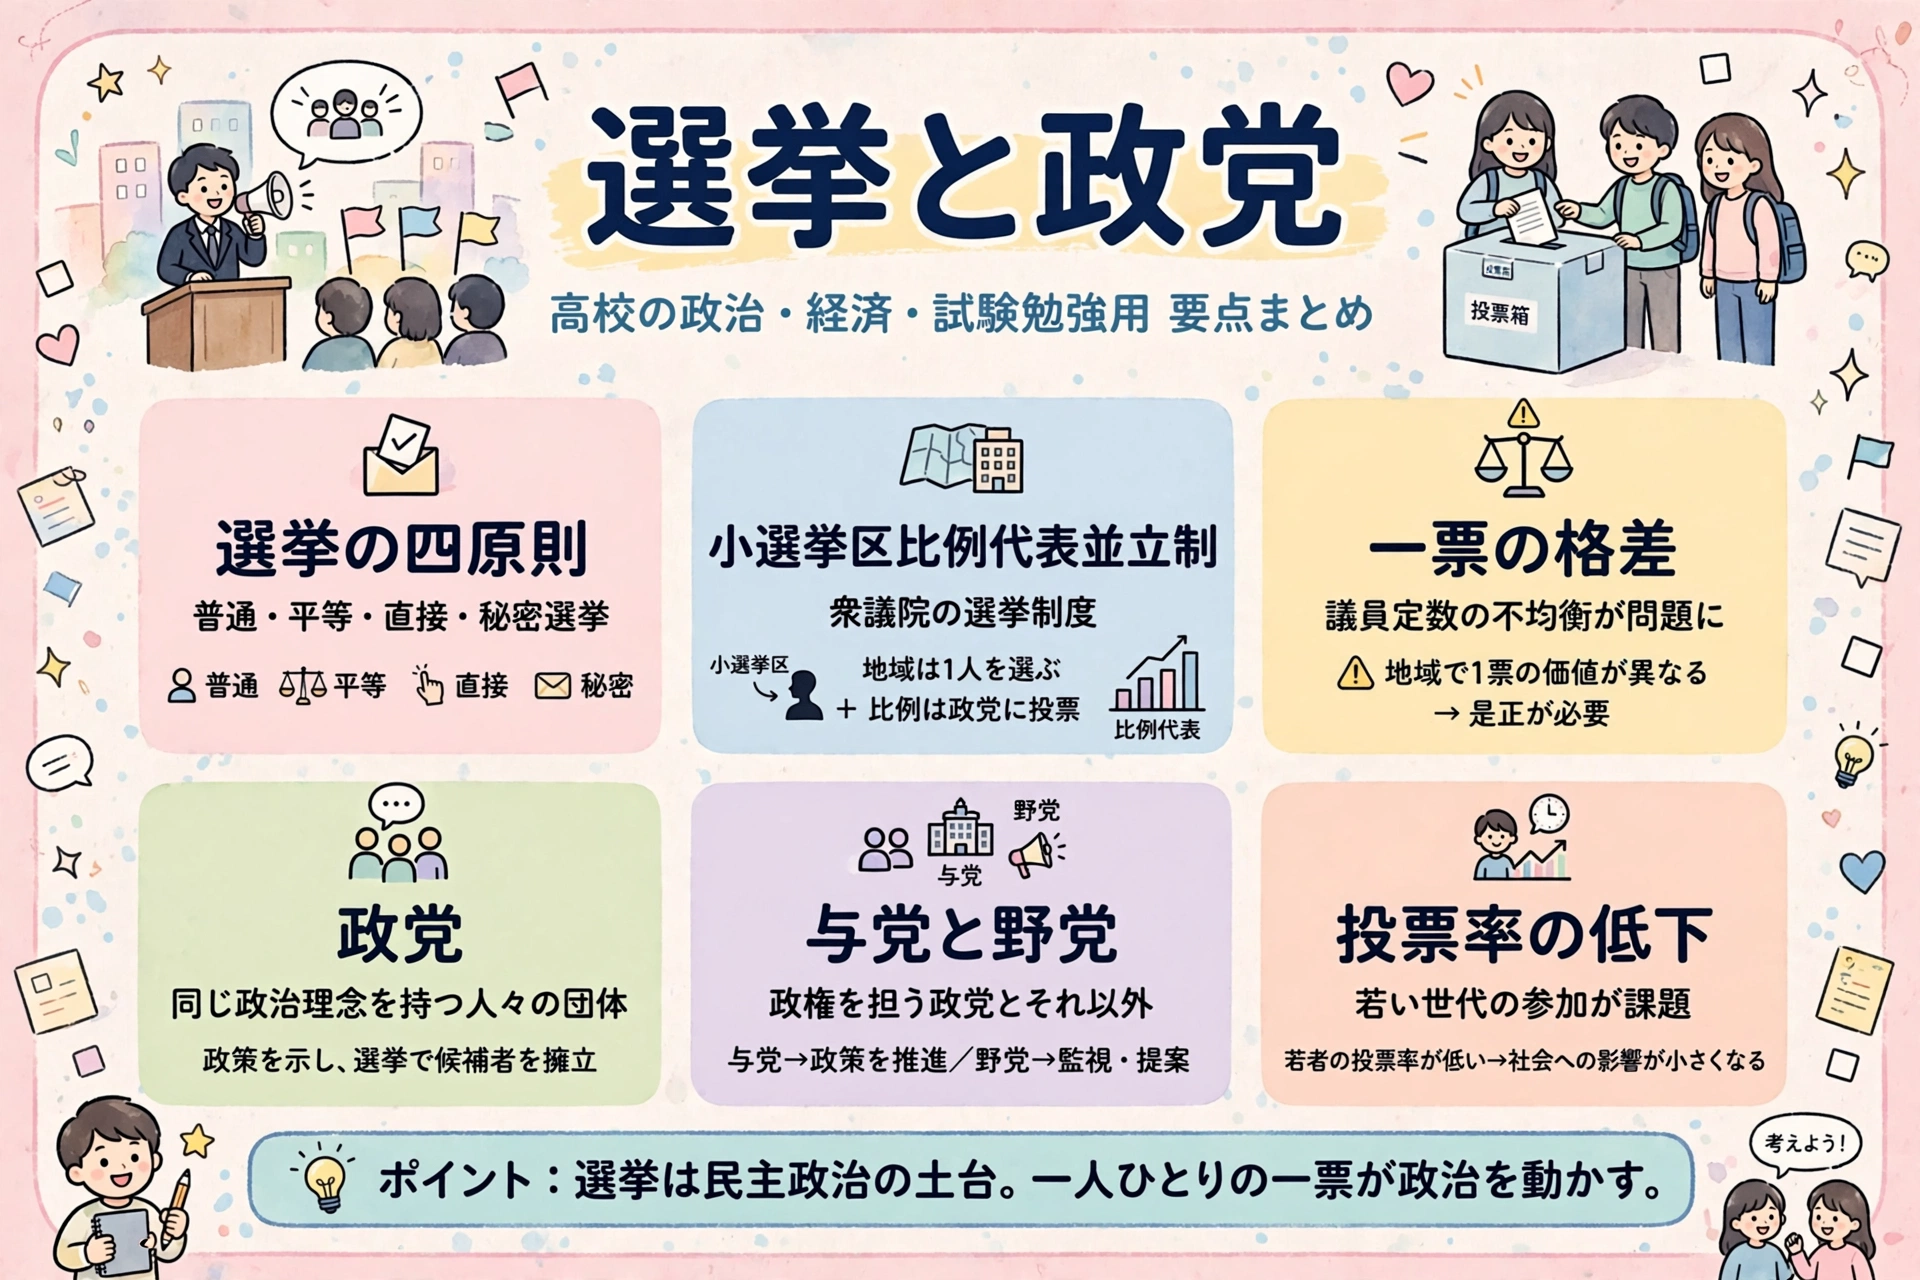 選挙と政党
高校の政治・経済・試験勉強用 要点まとめ
投票箱
投票箱
選挙の四原則
普通・平等・直接・秘密選挙
普通 平等 直接 秘密
小選挙区比例代表並立制
衆議院の選挙制度
小選挙区
地域は1人を選ぶ
+ 比例は政党に投票
比例代表
一票の格差
議員定数の不均衡が問題に
地域で1票の価値が異なる
→ 是正が必要
政党
同じ政治理念を持つ人々の団体
政策を示し、選挙で候補者を擁立
野党
与党
与党と野党
政権を担う政党とそれ以外
与党→政策を推進／野党→監視・提案
投票率の低下
若い世代の参加が課題
若者の投票率が低い→社会への影響が小さくなる
ポイント：選挙は民主政治の土台。一人ひとりの一票が政治を動かす。
考えよう！